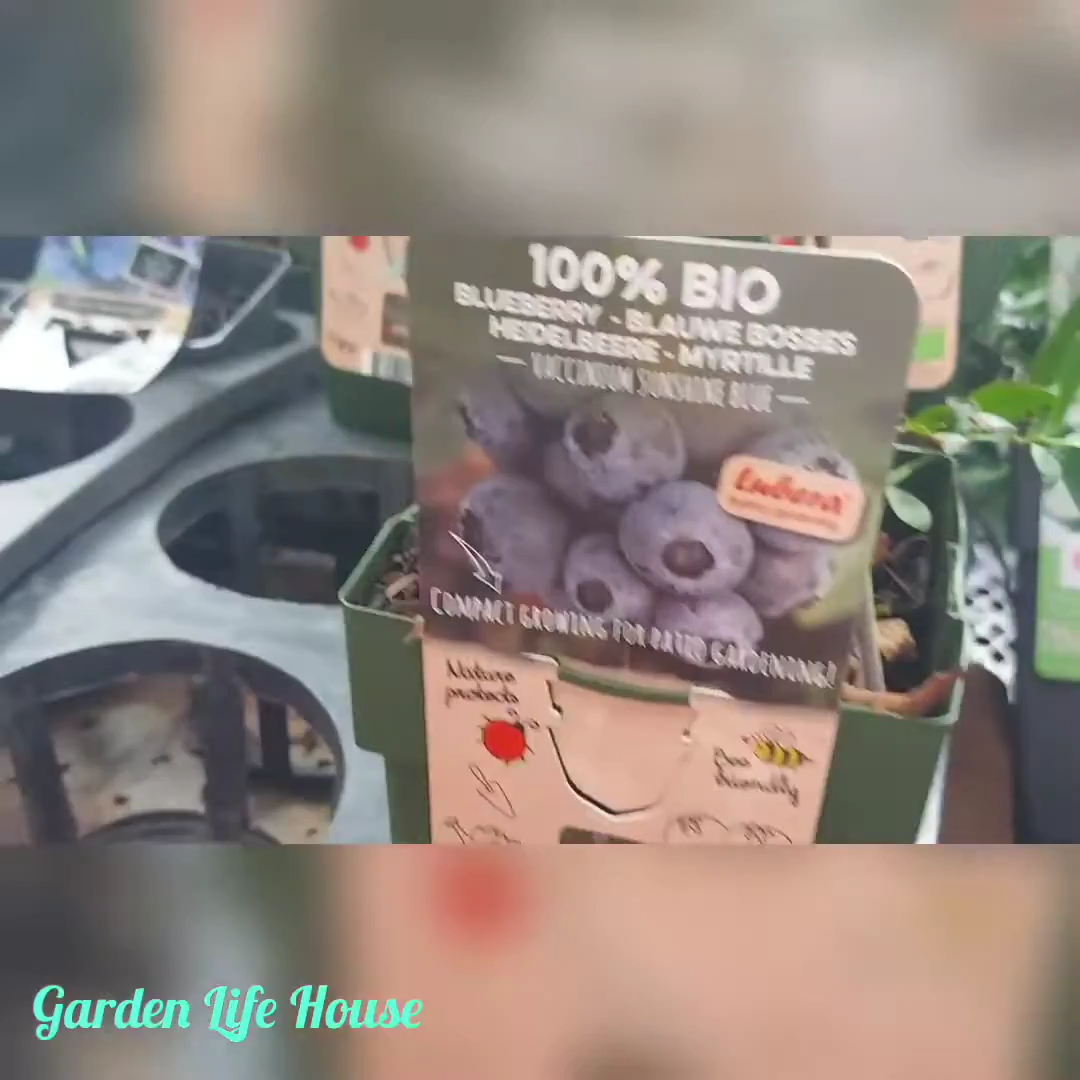 100% BIO
BLUEBERRY - BLAUWE BOSBES
HEIDELBEERE - MYRTILLE
— VACCINIUM SUNSHINE BLUE —
Lubera
COMPACT GROWING FOR PATIO GARDENING!
Nature
protects
Bee
friendly
Garden Life House